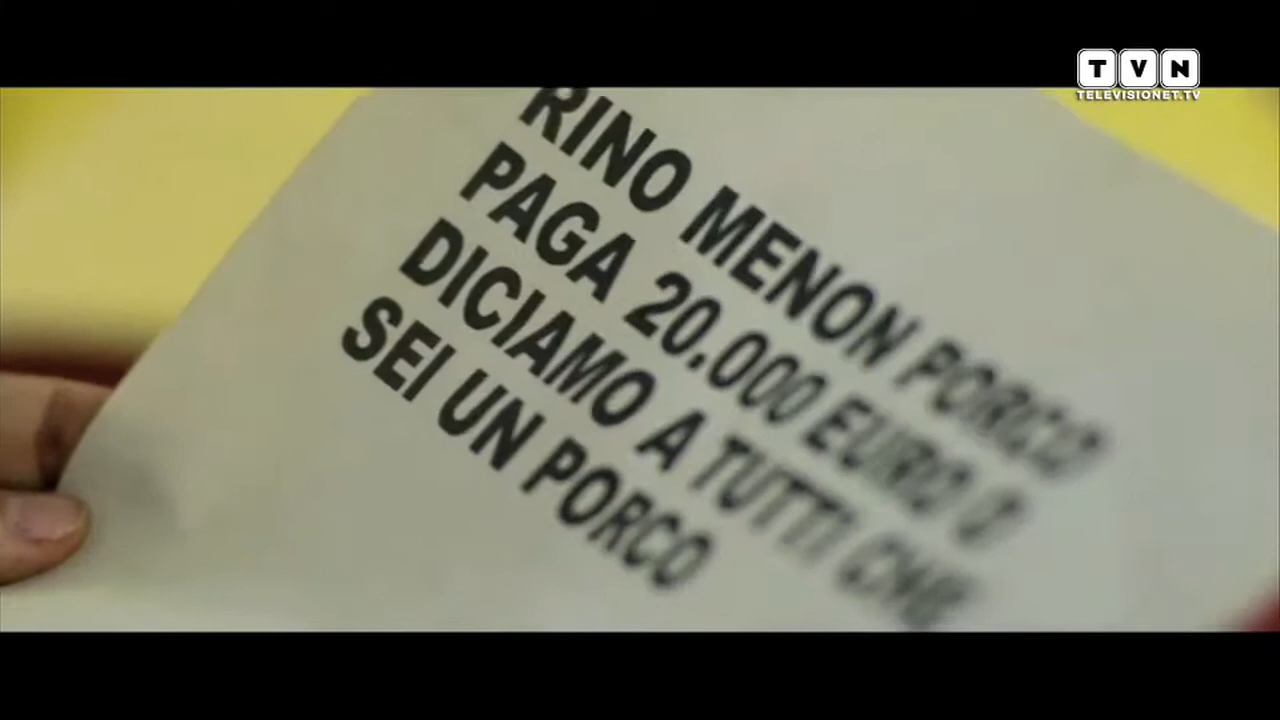 TVN
TELEVISIONET.TV
RINO MENON PORCO
PAGA 20.000 EURO O
DICIAMO A TUTTI CHE
SEI UN PORCO